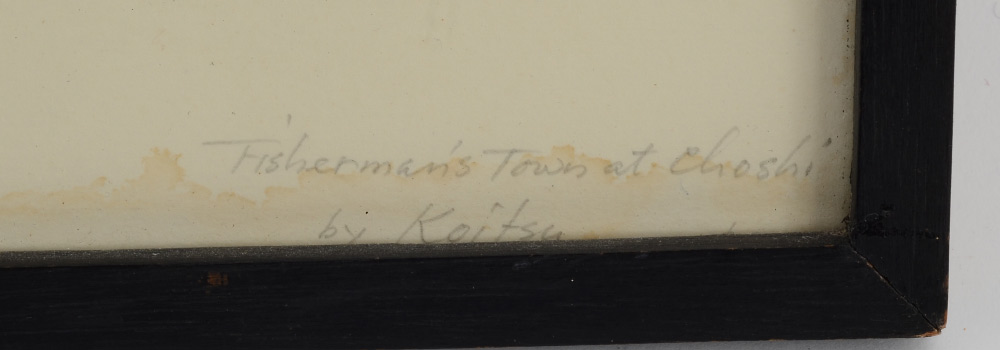 Fisherman's Town at Choshi
by Koitsu